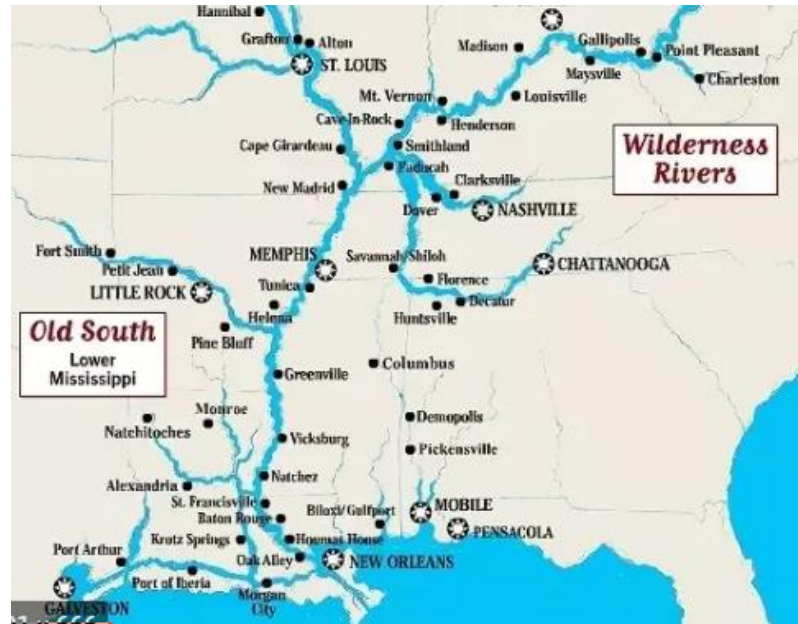 Hannibal
Grafton
Alton
ST. LOUIS
Madison
Gallipolis
Point Pleasant
Maysville
Charleston
Mt. Vernon
Louisville
Cave-In-Rock
Henderson
Cape Girardeau
Smithland
Wilderness
Rivers
Paducah
New Madrid
Clarksville
Dover
NASHVILLE
Fort Smith
MEMPHIS
Savannah/Shiloh
CHATTANOOGA
Petit Jean
Tunica
Florence
LITTLE ROCK
Decatur
Helena
Huntsville
Old South
Lower
Mississippi
Pine Bluff
Columbus
Greenville
Monroe
Demopolis
Natchitoches
Vicksburg
Pickensville
Natchez
Alexandria
St. Francisville
Biloxi/Gulfport
MOBILE
Baton Rouge
PENSACOLA
Krotz Springs
Houmas House
Port Arthur
Oak Alley
NEW ORLEANS
Port of Iberia
Morgan
City
GALVESTON